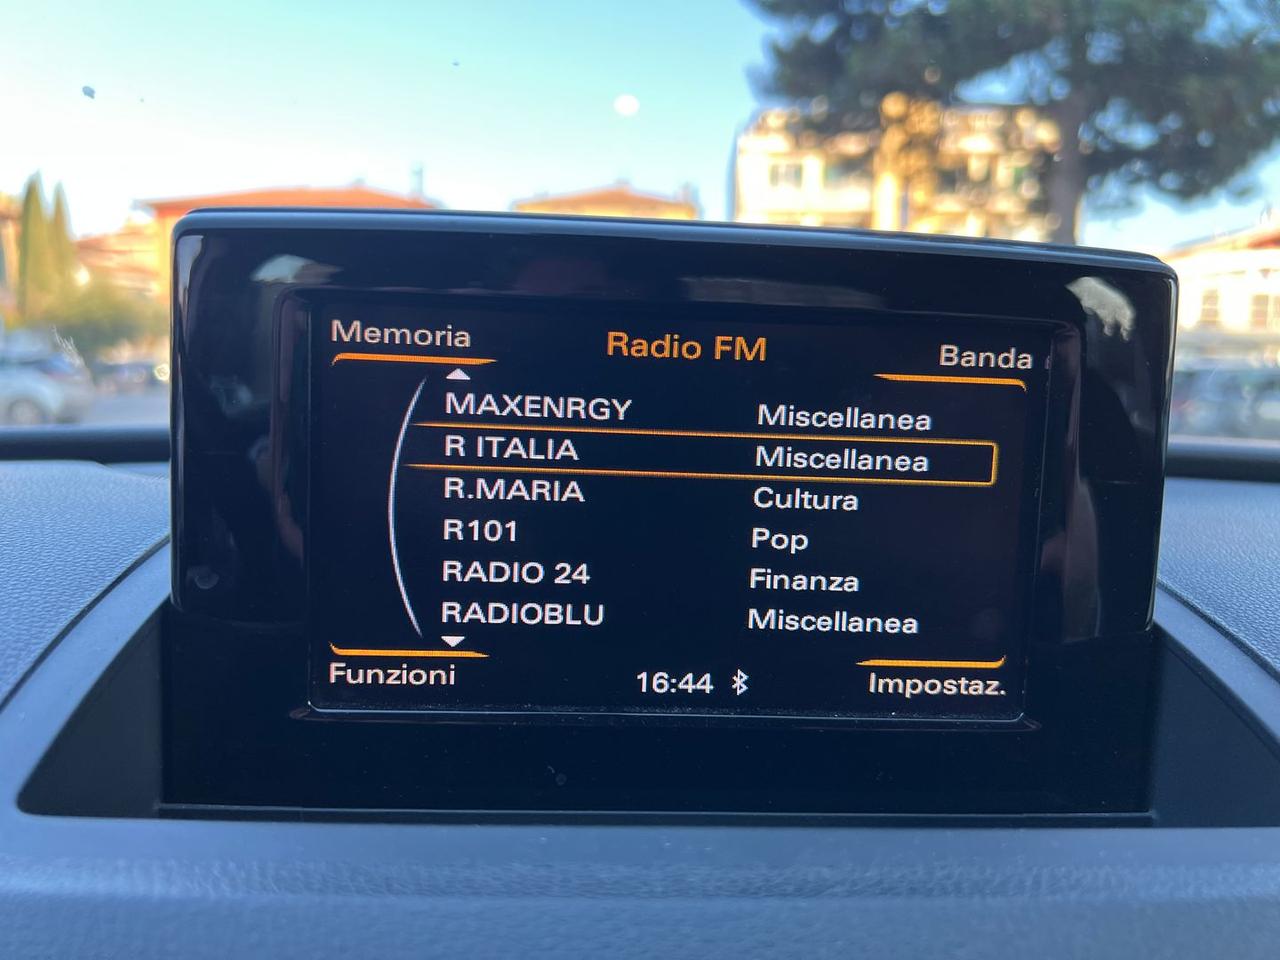 Memoria Radio FM Banda
MAXENRGY Miscellanea
R ITALIA Miscellanea
R.MARIA Cultura
R101 Pop
RADIO 24 Finanza
RADIOBLU Miscellanea
Funzioni 16:44 Impostaz.